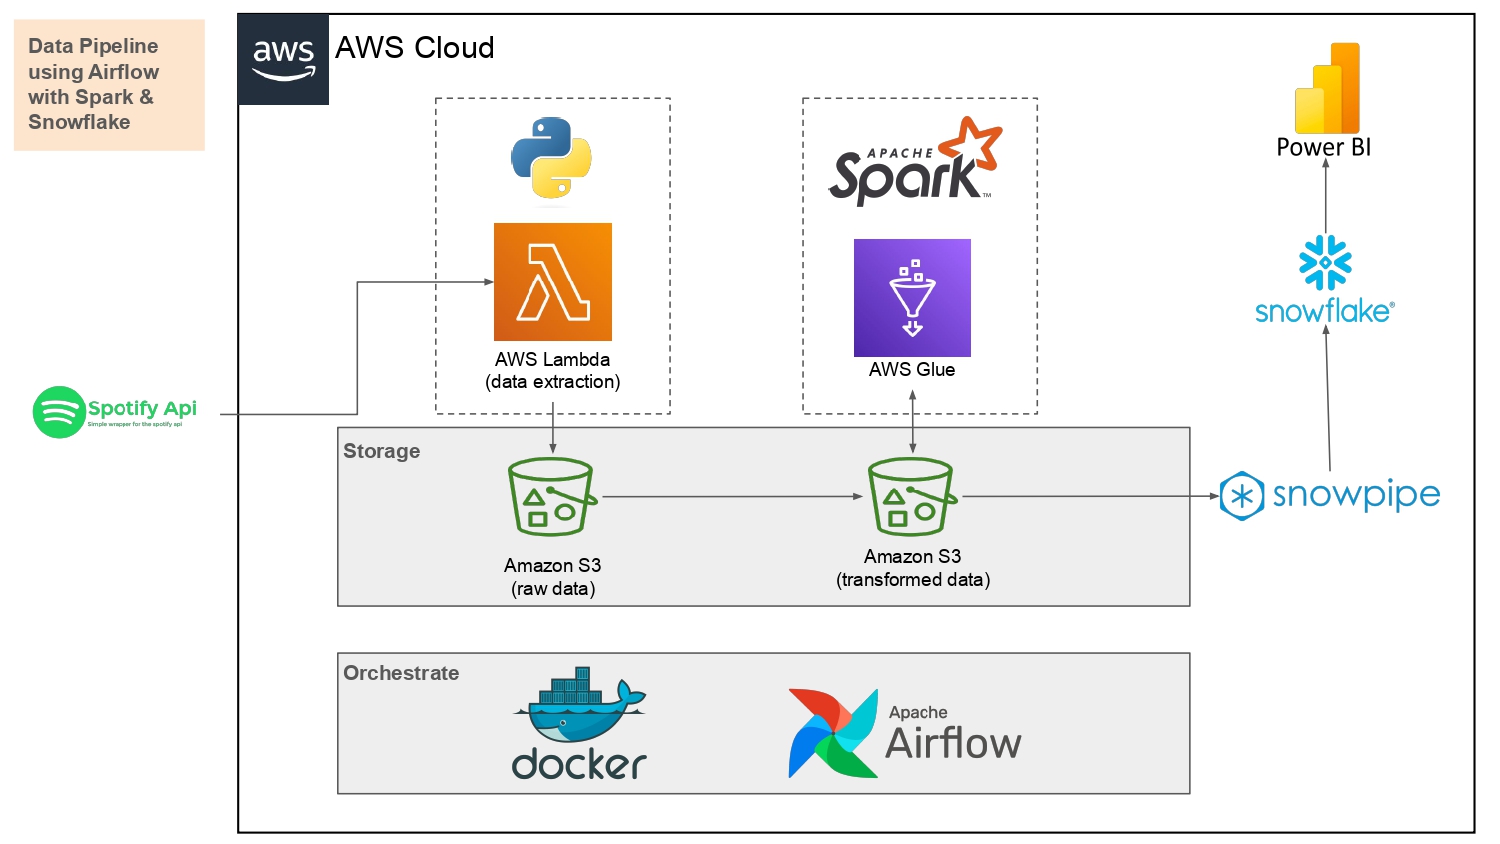 Data Pipeline
using Airflow
with Spark &
Snowflake
aws
AWS Cloud
APACHE
Spark™
Power BI
AWS Lambda
(data extraction)
AWS Glue
snowflake®
Spotify Api
Simple wrapper for the spotify api
Storage
snowpipe
Amazon S3
(raw data)
Amazon S3
(transformed data)
Orchestrate
docker
Apache
Airflow